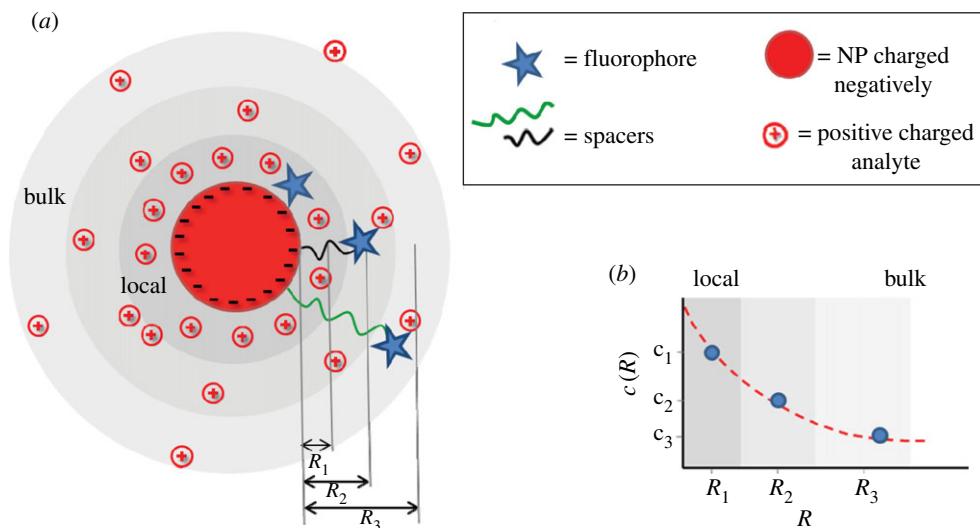 (a)
bulk
local
R1
R2
R3
= fluorophore
= spacers
= NP charged
negatively
= positive charged
analyte
(b)
local
bulk
c(R)
c1
c2
c3
R1
R2
R3
R